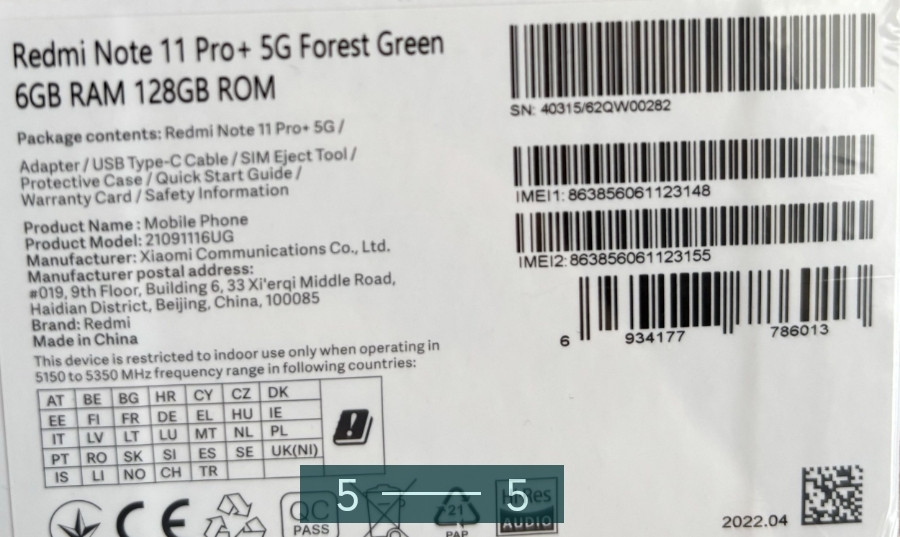 Redmi Note 11 Pro+ 5G Forest Green
6GB RAM 128GB ROM
Package contents: Redmi Note 11 Pro+ 5G /
Adapter / USB Type-C Cable / SIM Eject Tool /
Protective Case / Quick Start Guide /
Warranty Card / Safety Information
Product Name : Mobile Phone
Product Model: 21091116UG
Manufacturer: Xiaomi Communications Co., Ltd.
Manufacturer postal address:
#019, 9th Floor, Building 6, 33 Xi'erqi Middle Road,
Haidian District, Beijing, China, 100085
Brand: Redmi
Made in China
This device is restricted to indoor use only when operating in
5150 to 5350 MHz frequency range in following countries:
AT BE BG HR CY CZ DK
EE FI FR DE EL HU IE
IT LV LT LU MT NL PL
PT RO SK SI ES SE UK(NI)
IS LI NO CH TR
CE
QC
PASS
21
PAP
Hi-Res
AUDIO
5 5
SN: 40315/62QW00282
IMEI1: 863856061123148
IMEI2: 863856061123155
6 934177 786013
2022.04